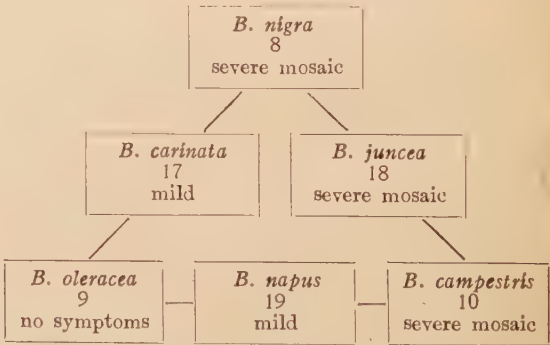 B. nigra
8
severe mosaic
B. carinata
17
mild
B. juncea
18
severe mosaic
B. oleracea
9
no symptoms
B. napus
19
mild
B. campestris
10
severe mosaic